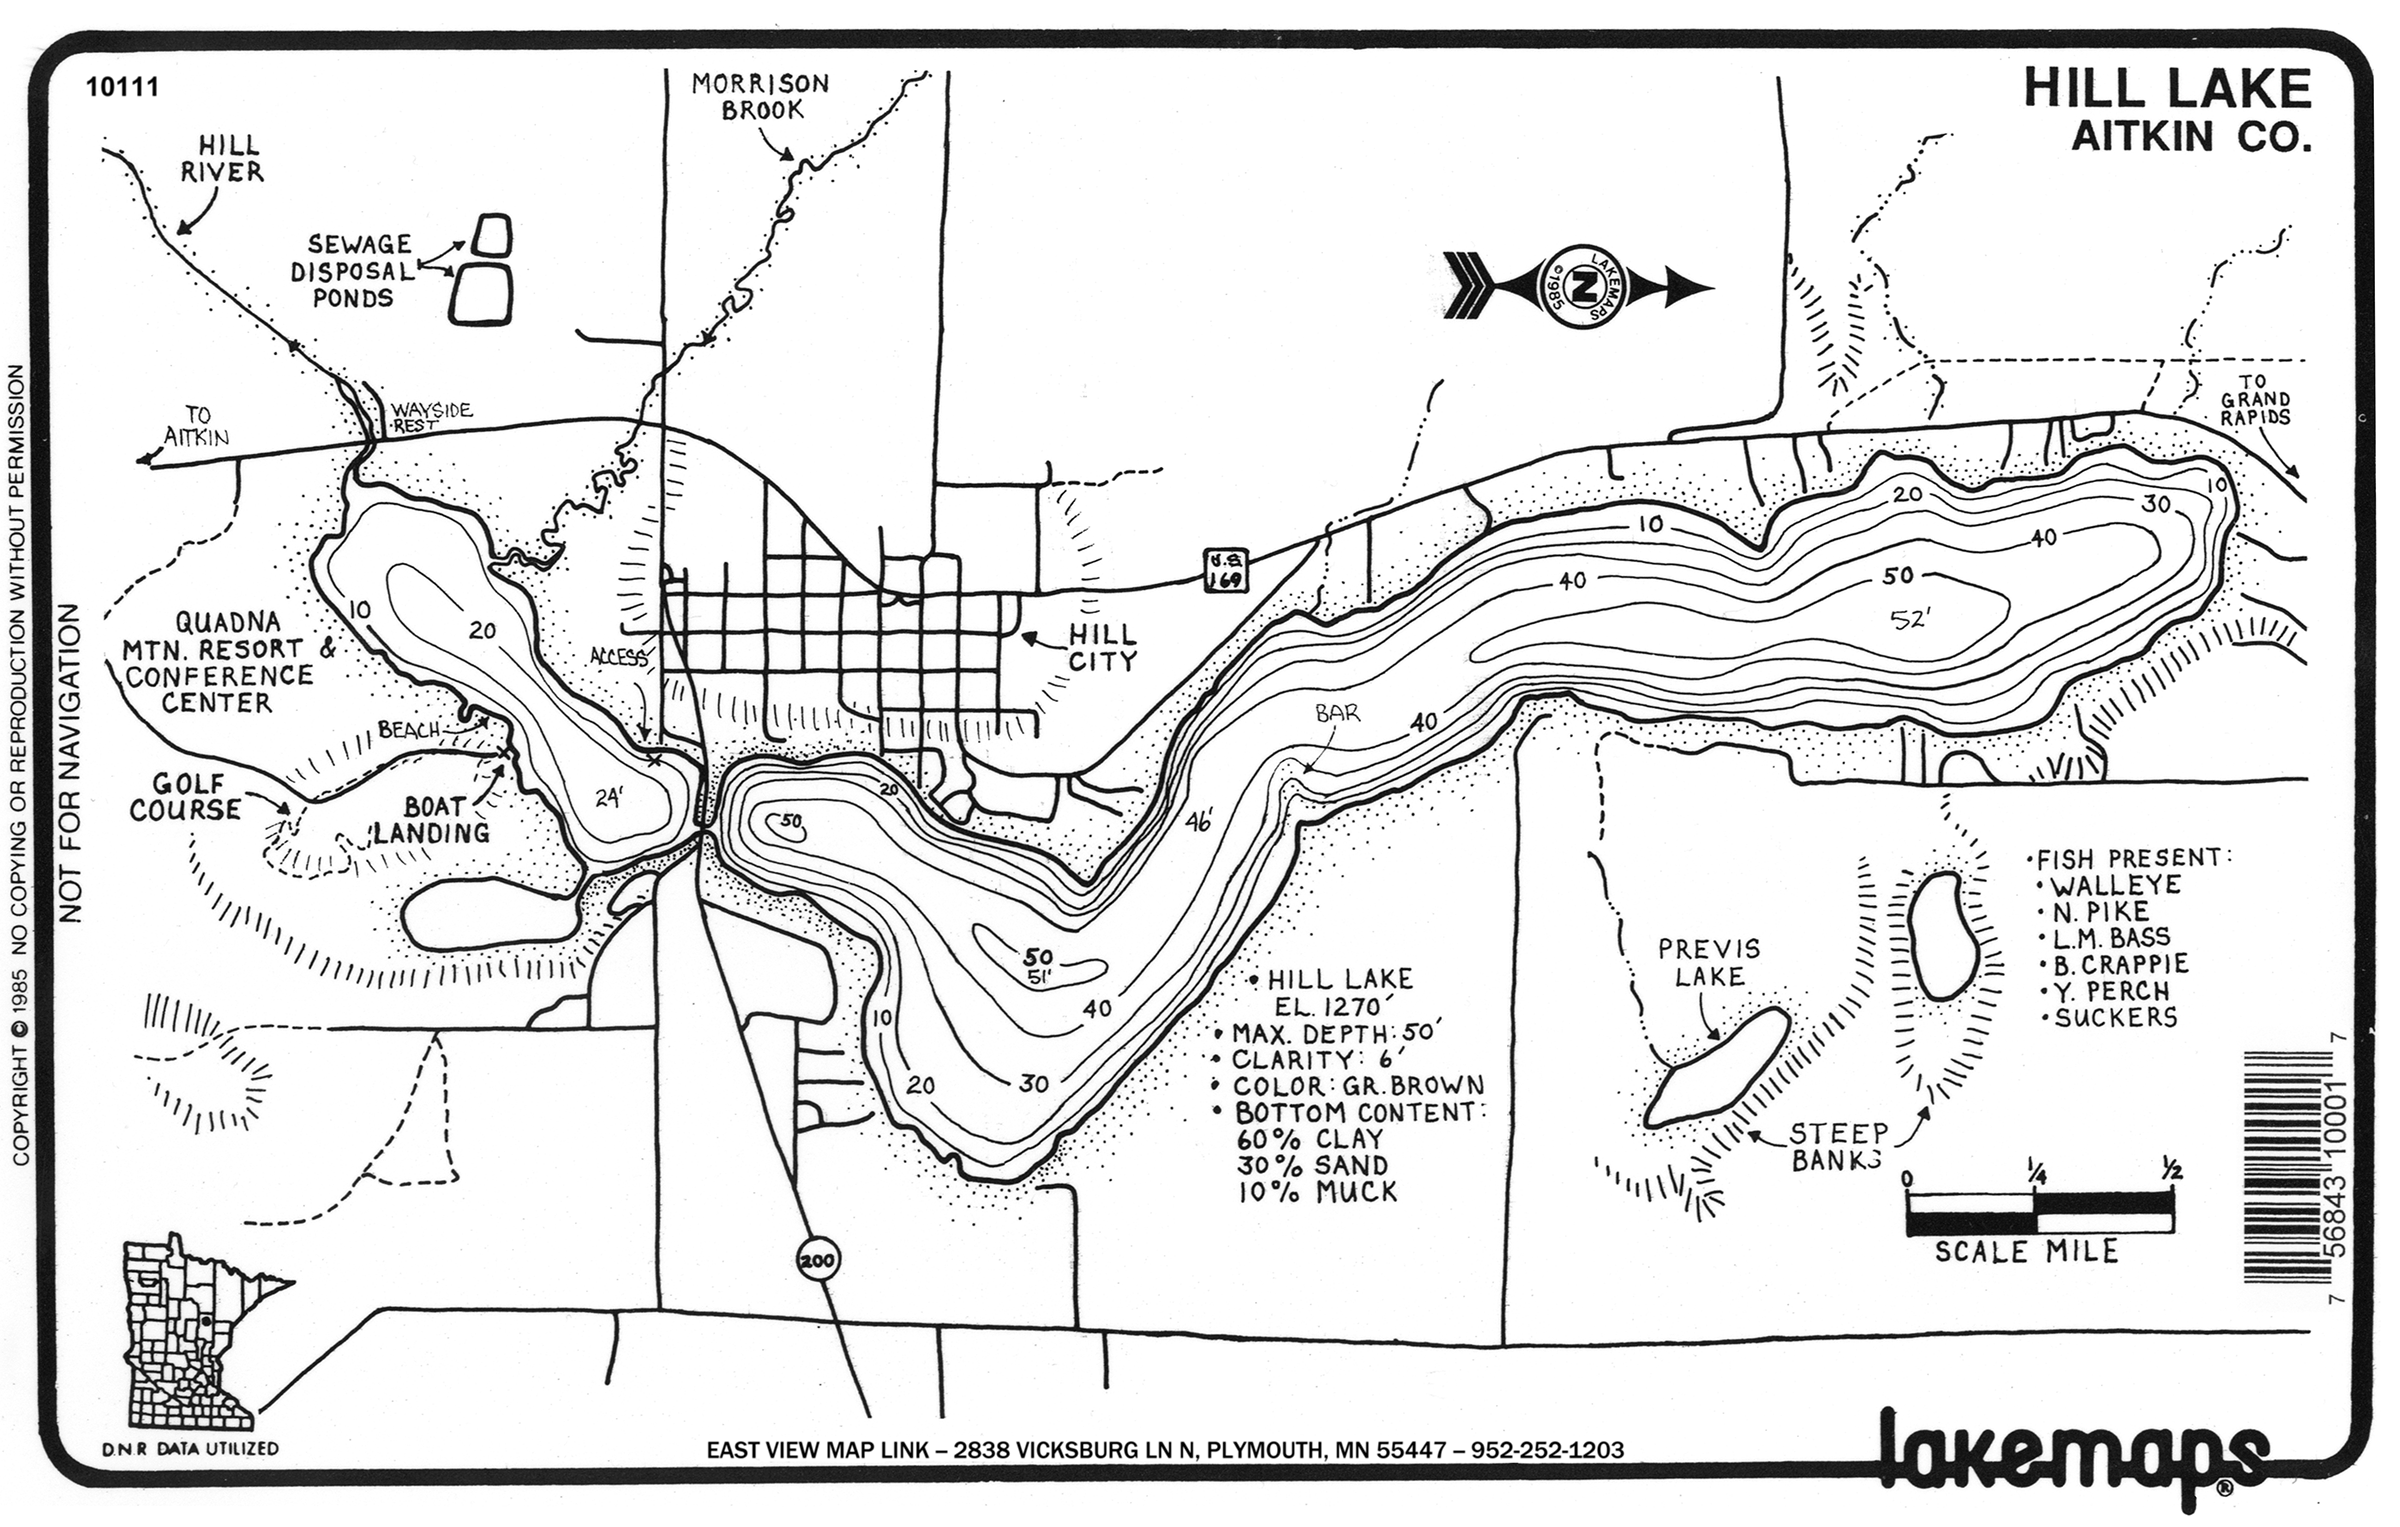 10111
HILL LAKE
AITKIN CO.
MORRISON
BROOK
HILL
RIVER
SEWAGE
DISPOSAL
PONDS
LAKEMAPS
N
©1985
TO
AITKIN
WAYSIDE
REST
TO
GRAND
RAPIDS
U.S.
169
QUADNA
MTN. RESORT &
CONFERENCE
CENTER
ACCESS
HILL
CITY
BEACH
GOLF
COURSE
BOAT
LANDING
10
20
24'
50
20
50
51'
40
10
20
30
46'
BAR
40
40
10
20
50
52'
40
30
10
PREVIS
LAKE
STEEP
BANKS
• HILL LAKE
EL. 1270'
• MAX. DEPTH: 50'
• CLARITY: 6'
• COLOR: GR. BROWN
• BOTTOM CONTENT:
60% CLAY
30% SAND
10% MUCK
• FISH PRESENT:
• WALLEYE
• N. PIKE
• L.M. BASS
• B. CRAPPIE
• Y. PERCH
• SUCKERS
0 1/4 1/2
SCALE MILE
200
D.N.R DATA UTILIZED
EAST VIEW MAP LINK – 2838 VICKSBURG LN N, PLYMOUTH, MN 55447 – 952-252-1203
lakemaps®
COPYRIGHT © 1985 NO COPYING OR REPRODUCTION WITHOUT PERMISSION
NOT FOR NAVIGATION
7 56843 10001 7